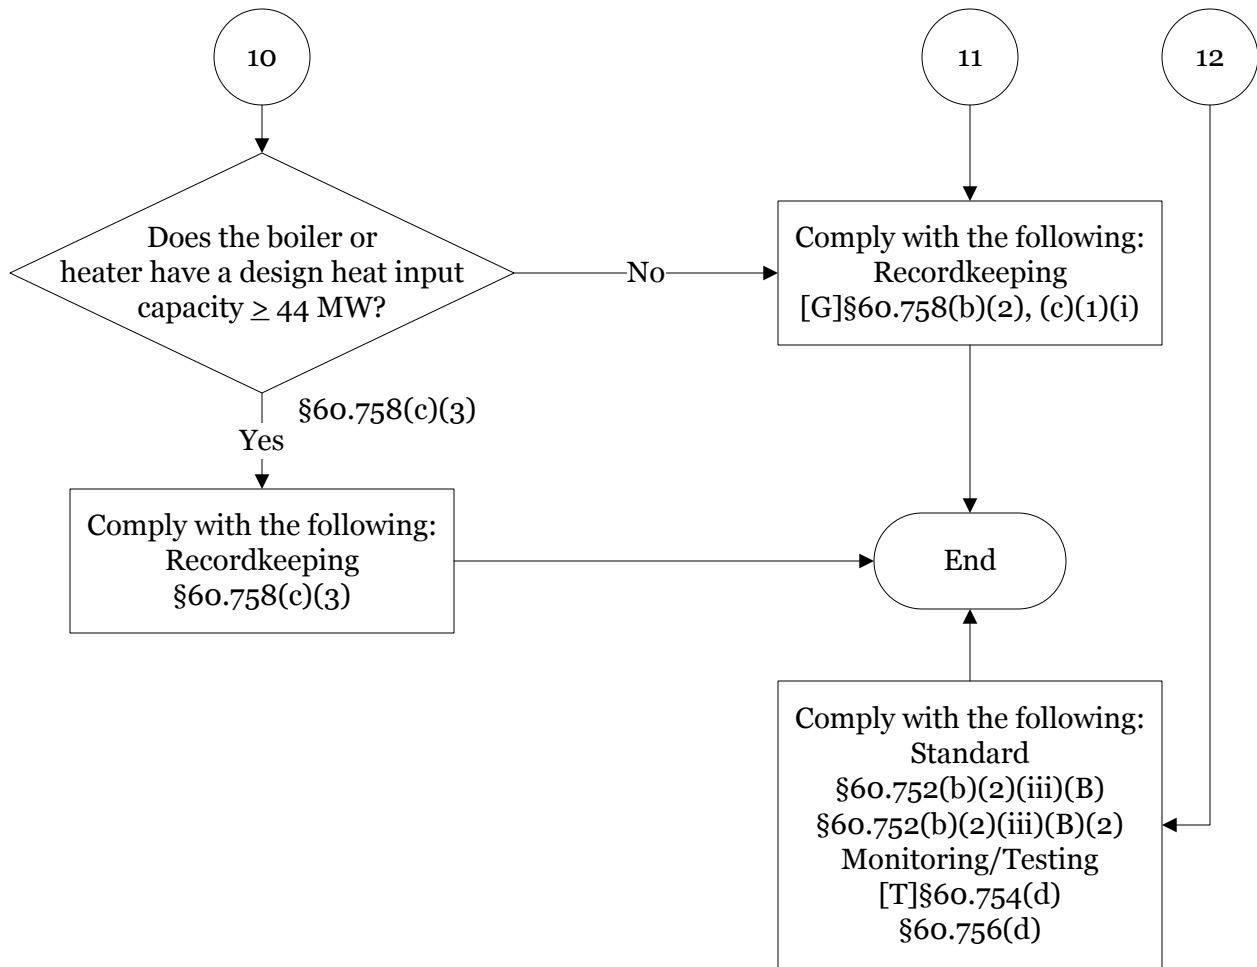 10
11
12
Does the boiler or
heater have a design heat input
capacity ≥ 44 MW?
No
Comply with the following:
Recordkeeping
[G]§60.758(b)(2), (c)(1)(i)
§60.758(c)(3)
Yes
Comply with the following:
Recordkeeping
§60.758(c)(3)
End
Comply with the following:
Standard
§60.752(b)(2)(iii)(B)
§60.752(b)(2)(iii)(B)(2)
Monitoring/Testing
[T]§60.754(d)
§60.756(d)